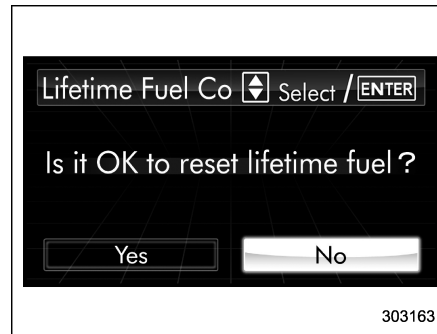 Lifetime Fuel Co Select / ENTER
Is it OK to reset lifetime fuel ?
Yes No
303163